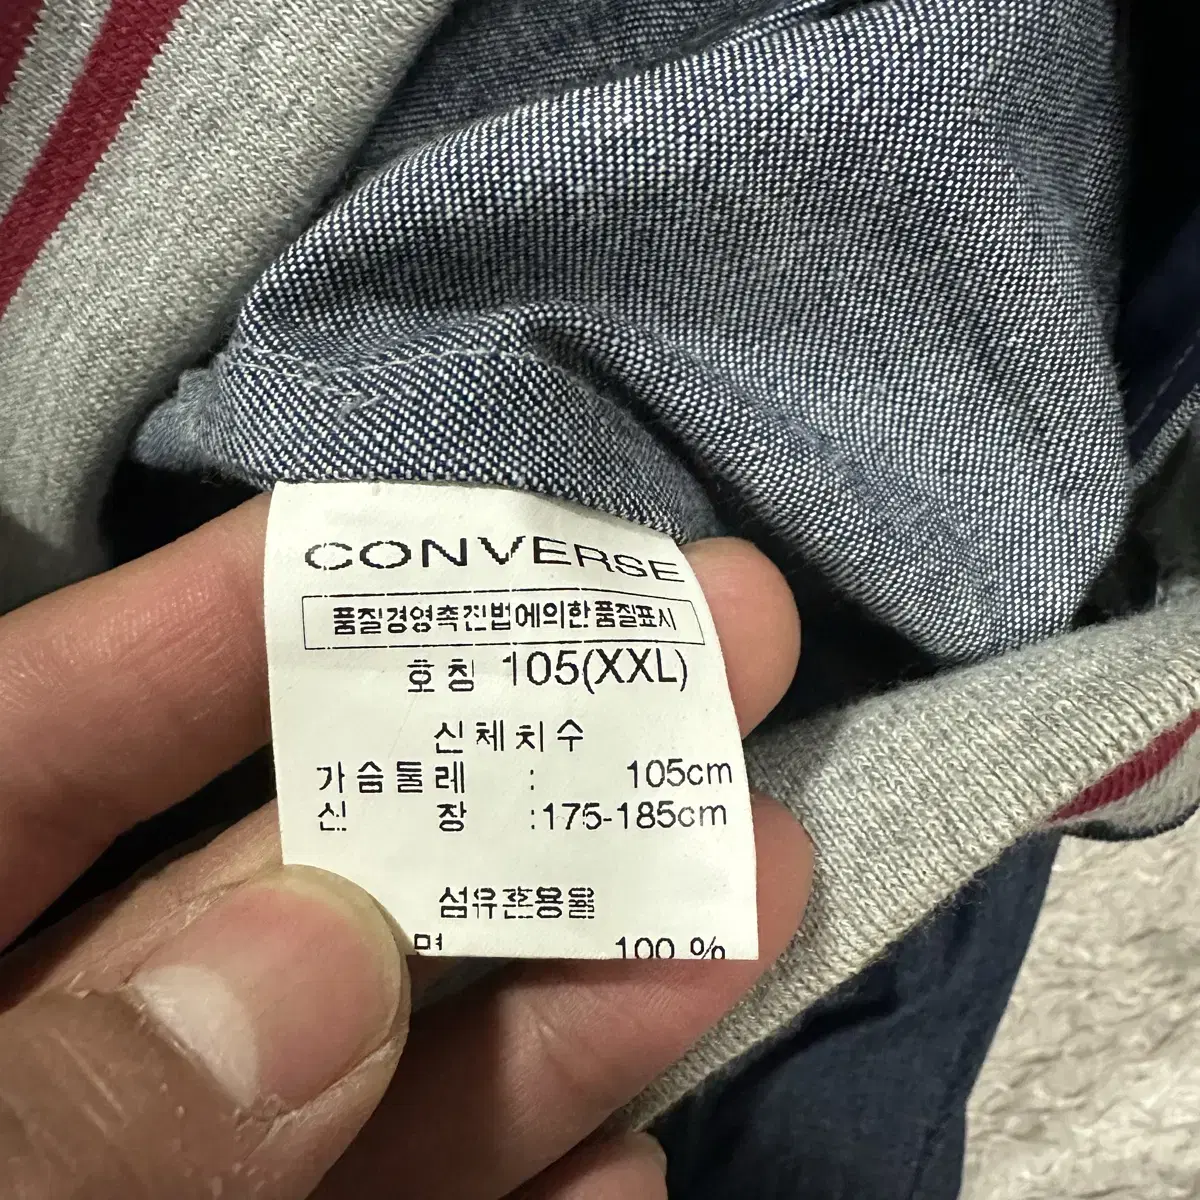 CONVERSE
품질경영촉진법에의한품질표시
호칭 105(XXL)
신체치수
가슴둘레 : 105cm
신장 :175-185cm
섬유혼용율
면 100 %